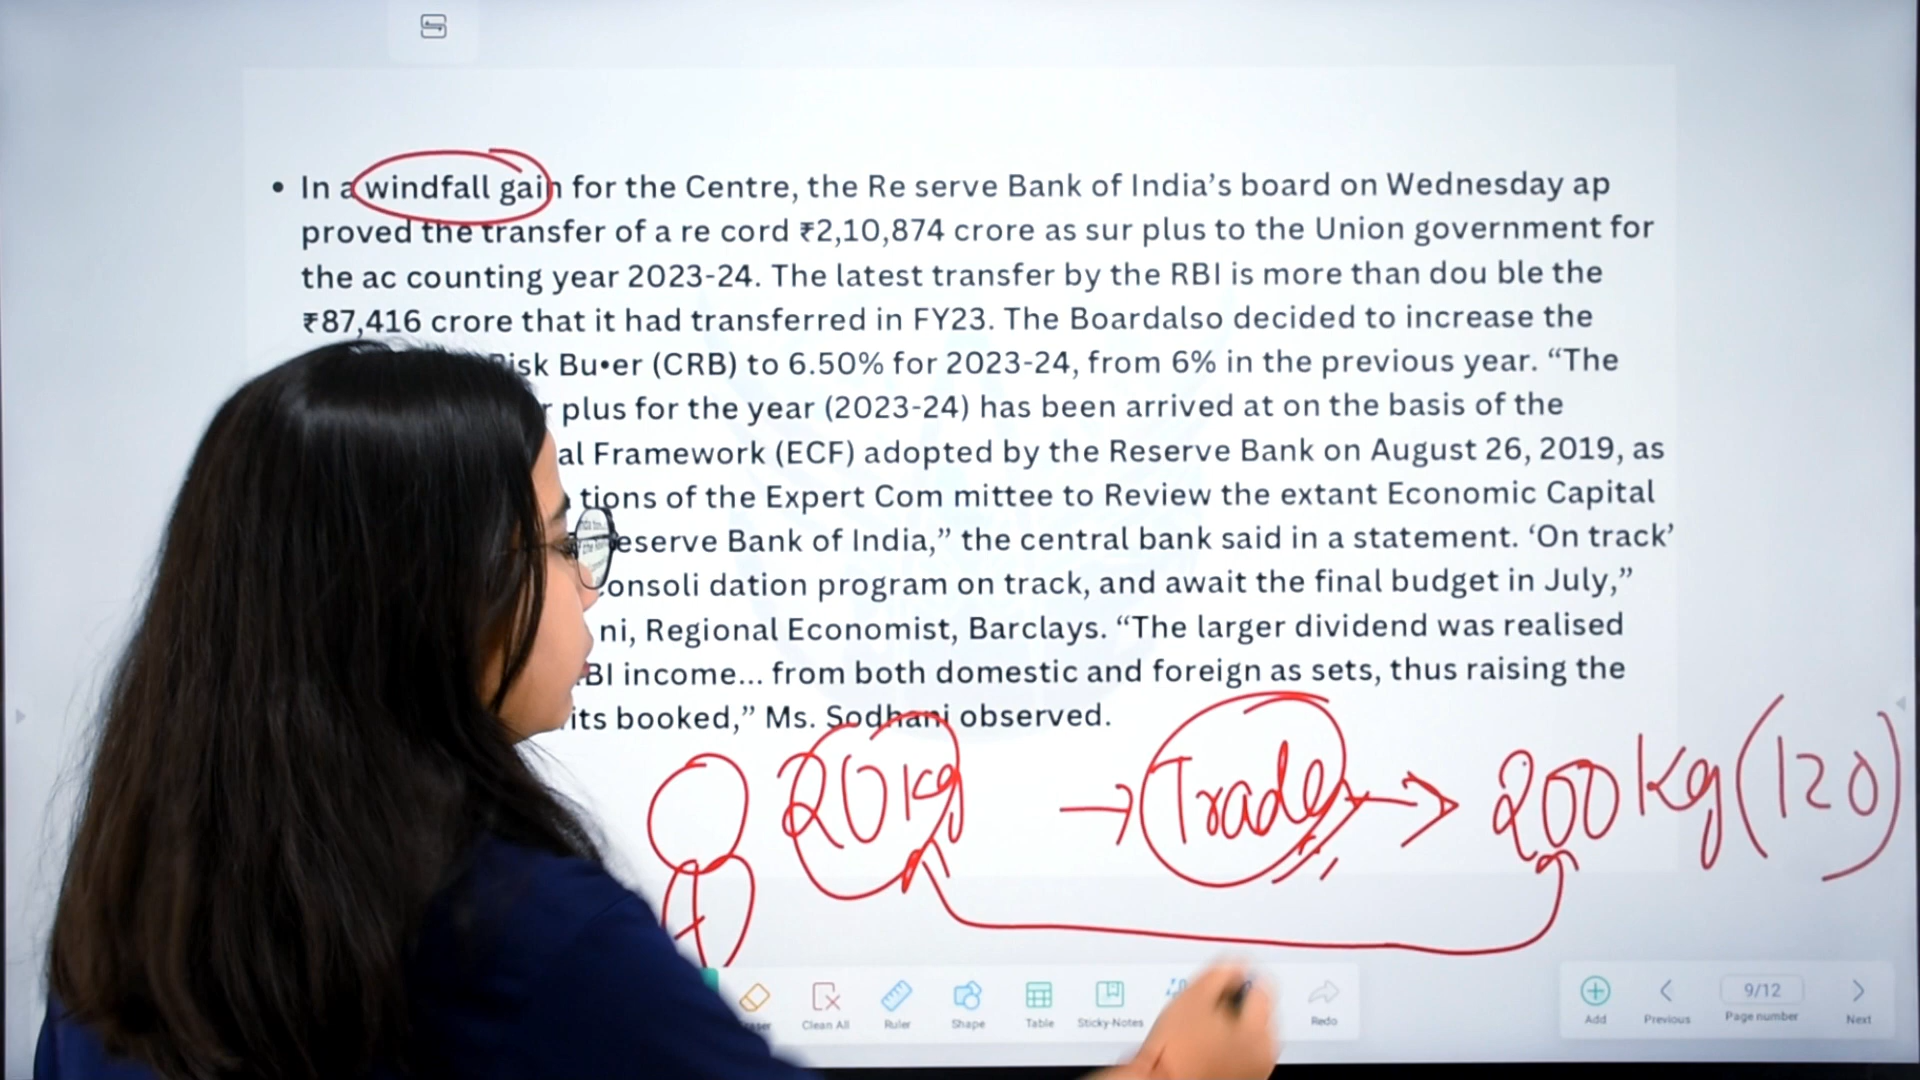 • In a windfall gain for the Centre, the Re serve Bank of India’s board on Wednesday ap
proved the transfer of a re cord ₹2,10,874 crore as sur plus to the Union government for
the ac counting year 2023-24. The latest transfer by the RBI is more than dou ble the
₹87,416 crore that it had transferred in FY23. The Boardalso decided to increase the
Risk Bu•er (CRB) to 6.50% for 2023-24, from 6% in the previous year. “The
r plus for the year (2023-24) has been arrived at on the basis of the
al Framework (ECF) adopted by the Reserve Bank on August 26, 2019, as
tions of the Expert Com mittee to Review the extant Economic Capital
eserve Bank of India,” the central bank said in a statement. ‘On track’
onsoli dation program on track, and await the final budget in July,”
ni, Regional Economist, Barclays. “The larger dividend was realised
BI income... from both domestic and foreign as sets, thus raising the
its booked,” Ms. Sodhani observed.
20 kg → Trader → 200 kg (120)
Clean All Ruler Shape Table Sticky-Notes Redo
Add Previous 9/12 Page number Next